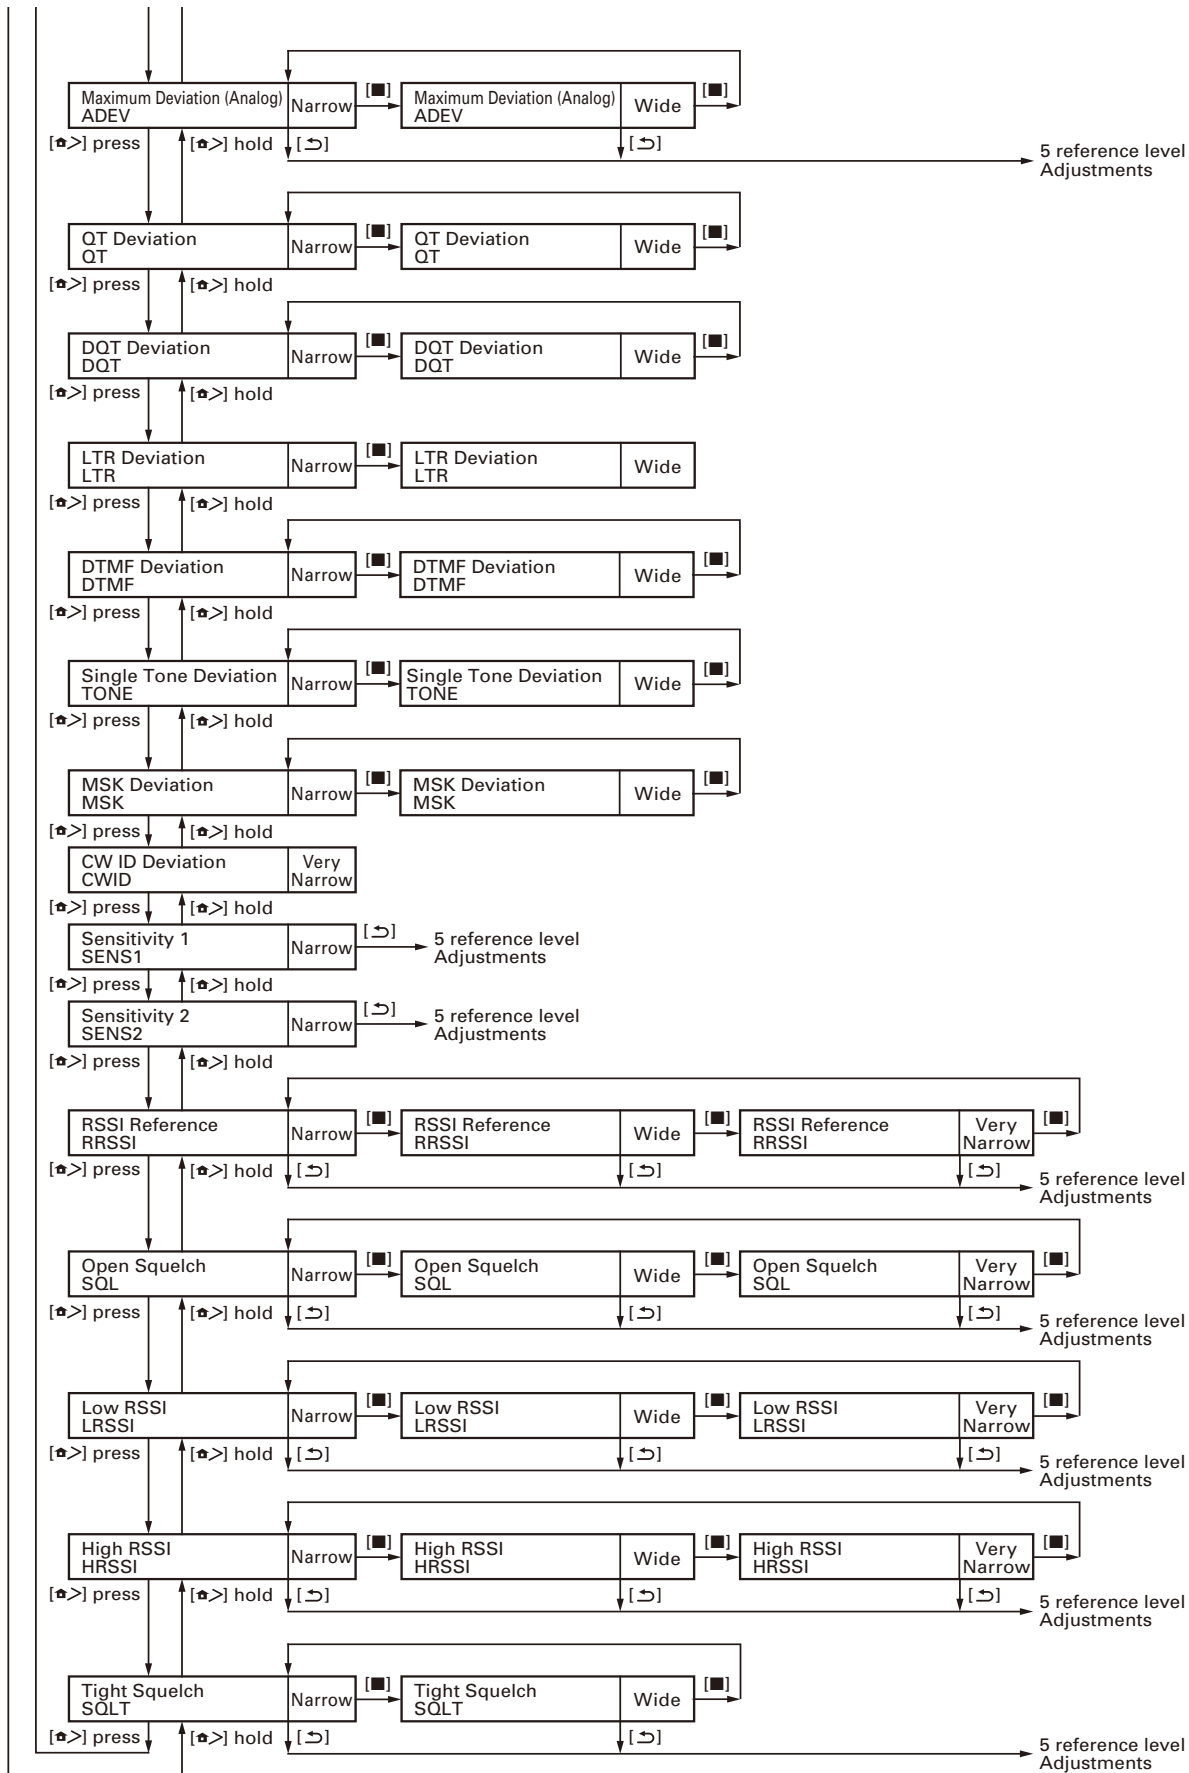 Maximum Deviation (Analog)
ADEV
Narrow
[■]
Maximum Deviation (Analog)
ADEV
Wide
[■]
[⌂>] press
[⌂>] hold
[⮌]
[⮌]
5 reference level
Adjustments
QT Deviation
QT
Narrow
[■]
QT Deviation
QT
Wide
[■]
[⌂>] press
[⌂>] hold
DQT Deviation
DQT
Narrow
[■]
DQT Deviation
DQT
Wide
[■]
[⌂>] press
[⌂>] hold
LTR Deviation
LTR
Narrow
[■]
LTR Deviation
LTR
Wide
[⌂>] press
[⌂>] hold
DTMF Deviation
DTMF
Narrow
[■]
DTMF Deviation
DTMF
Wide
[■]
[⌂>] press
[⌂>] hold
Single Tone Deviation
TONE
Narrow
[■]
Single Tone Deviation
TONE
Wide
[■]
[⌂>] press
[⌂>] hold
MSK Deviation
MSK
Narrow
[■]
MSK Deviation
MSK
Wide
[■]
[⌂>] press
[⌂>] hold
CW ID Deviation
CWID
Very
Narrow
[⌂>] press
[⌂>] hold
Sensitivity 1
SENS1
Narrow
[⮌]
5 reference level
Adjustments
[⌂>] press
[⌂>] hold
Sensitivity 2
SENS2
Narrow
[⮌]
5 reference level
Adjustments
[⌂>] press
[⌂>] hold
RSSI Reference
RRSSI
Narrow
[■]
RSSI Reference
RRSSI
Wide
[■]
RSSI Reference
RRSSI
Very
Narrow
[■]
[⌂>] press
[⌂>] hold
[⮌]
[⮌]
[⮌]
5 reference level
Adjustments
Open Squelch
SQL
Narrow
[■]
Open Squelch
SQL
Wide
[■]
Open Squelch
SQL
Very
Narrow
[■]
[⌂>] press
[⌂>] hold
[⮌]
[⮌]
[⮌]
5 reference level
Adjustments
Low RSSI
LRSSI
Narrow
[■]
Low RSSI
LRSSI
Wide
[■]
Low RSSI
LRSSI
Very
Narrow
[■]
[⌂>] press
[⌂>] hold
[⮌]
[⮌]
[⮌]
5 reference level
Adjustments
High RSSI
HRSSI
Narrow
[■]
High RSSI
HRSSI
Wide
[■]
High RSSI
HRSSI
Very
Narrow
[■]
[⌂>] press
[⌂>] hold
[⮌]
[⮌]
[⮌]
5 reference level
Adjustments
Tight Squelch
SQLT
Narrow
[■]
Tight Squelch
SQLT
Wide
[■]
[⌂>] press
[⌂>] hold
[⮌]
[⮌]
5 reference level
Adjustments